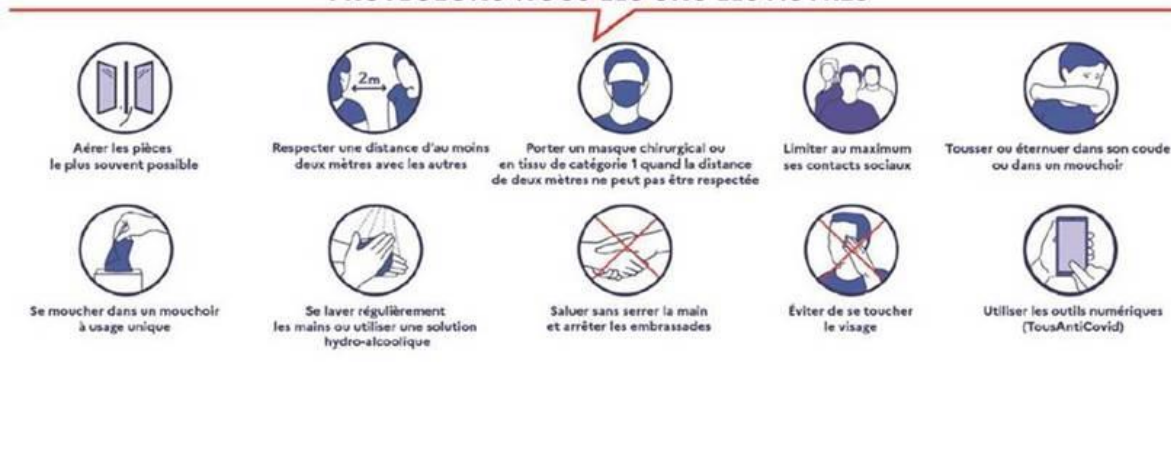 Aérer les pièces
le plus souvent possible
2m
Respecter une distance d'au moins
deux mètres avec les autres
Porter un masque chirurgical ou
en tissu de catégorie 1 quand la distance
de deux mètres ne peut pas être respectée
Limiter au maximum
ses contacts sociaux
Tousser ou éternuer dans son coude
ou dans un mouchoir
Se moucher dans un mouchoir
à usage unique
Se laver régulièrement
les mains ou utiliser une solution
hydro-alcoolique
Saluer sans serrer la main
et arrêter les embrassades
Éviter de se toucher
le visage
Utiliser les outils numériques
(TousAntiCovid)